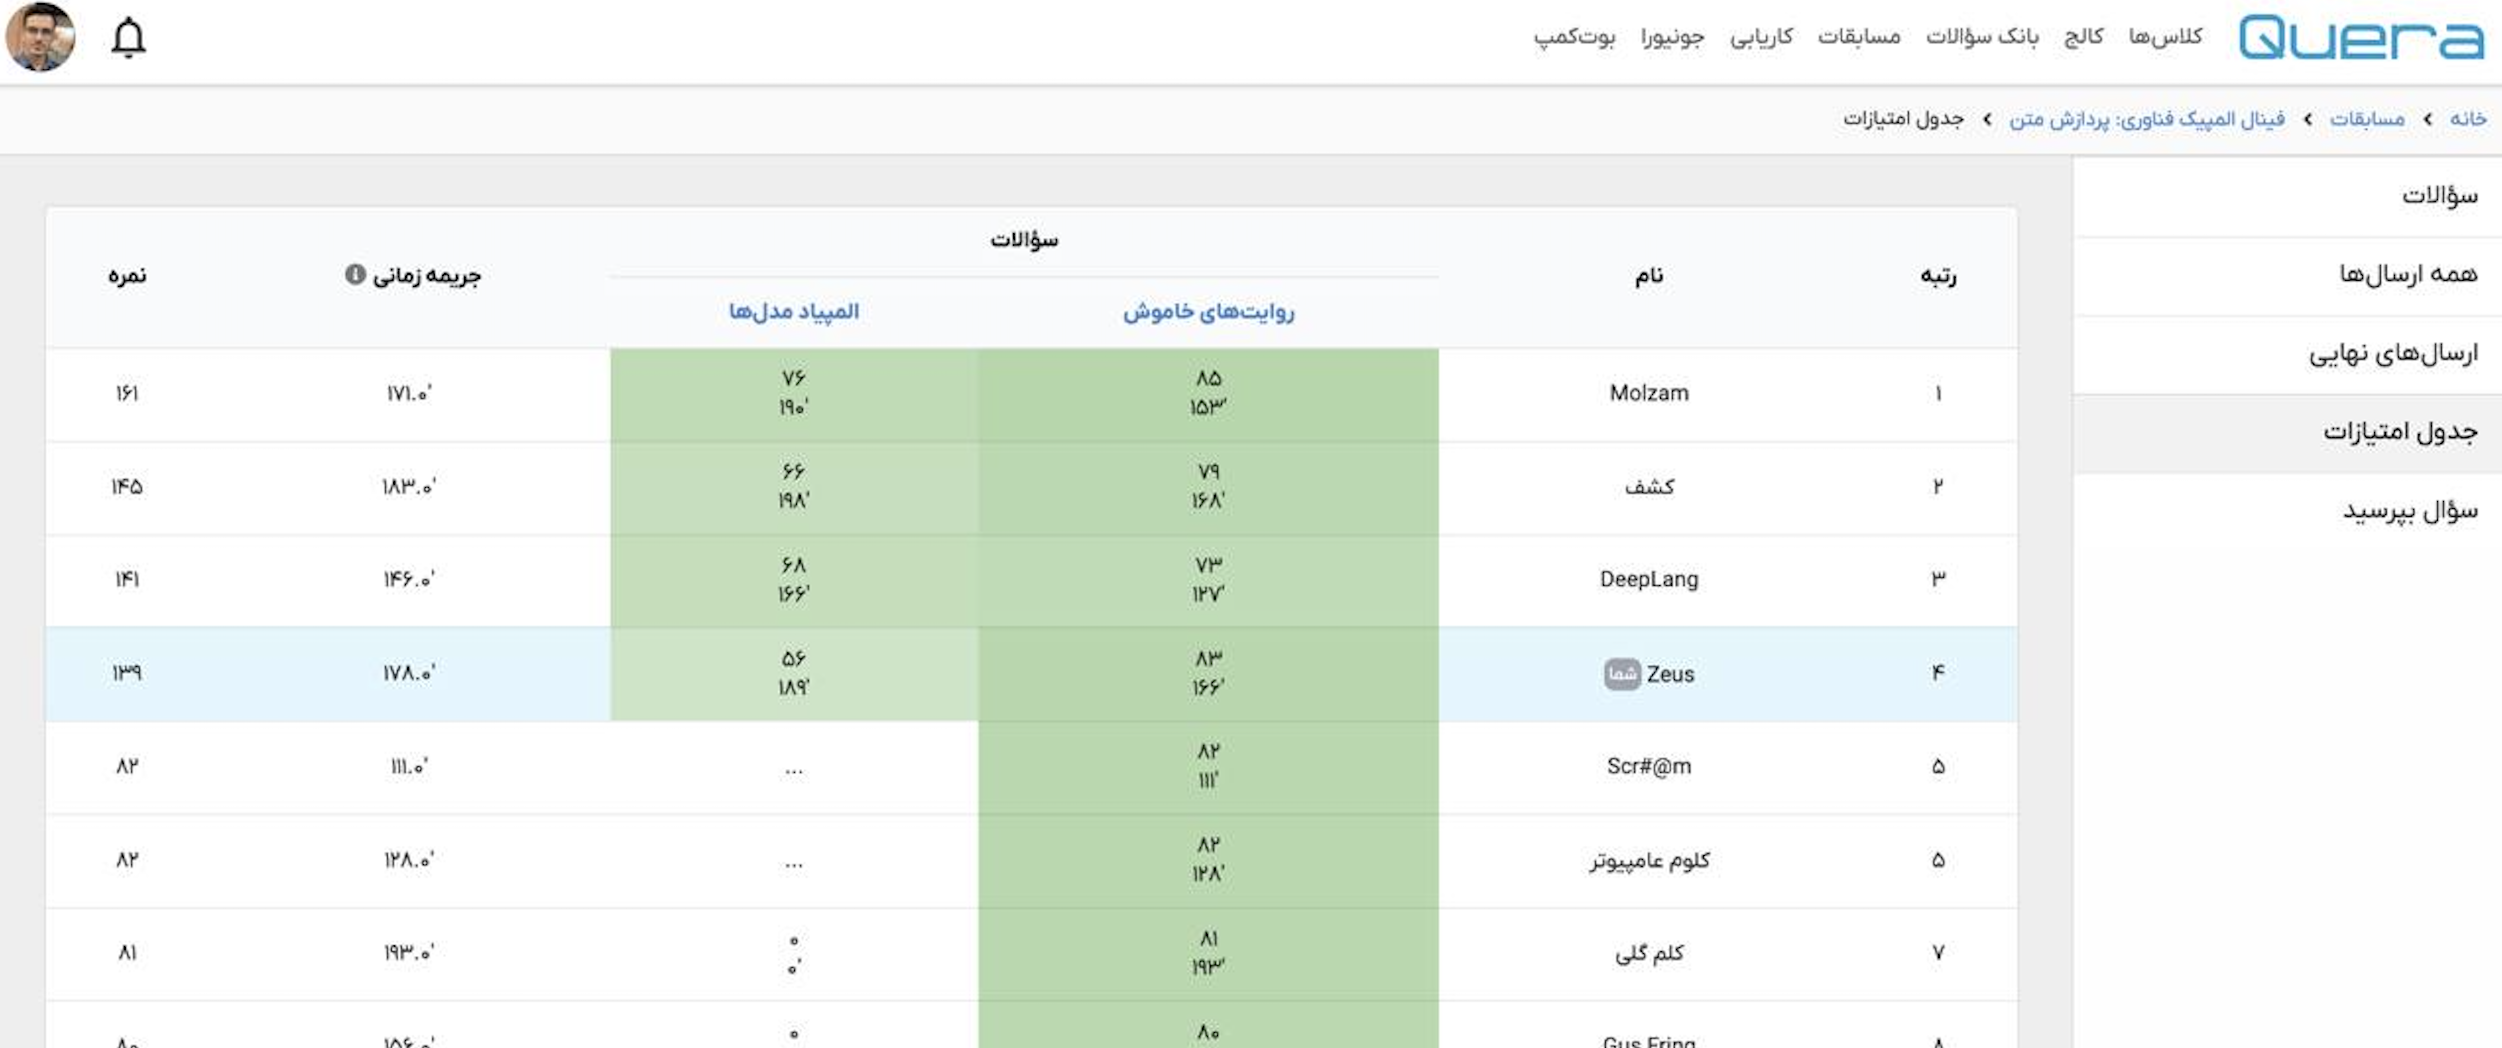 Quera کلاس‌ها کالج بانک سؤالات مسابقات کاریابی جونیورا بوت‌کمپ
خانه › مسابقات › فینال المپیک فناوری: پردازش متن › جدول امتیازات
سؤالات
همه ارسال‌ها
ارسال‌های نهایی
جدول امتیازات
سؤال بپرسید
سؤالات
رتبه نام جریمه زمانی نمره
روایت‌های خاموش المپیاد مدل‌ها
۱ Molzam ۸۵ ۷۶ ۱۷۱.۰' ۱۶۱
۱۵۳' ۱۹۰'
۲ کشف ۷۹ ۶۶ ۱۸۳.۰' ۱۴۵
۱۶۸' ۱۹۸'
۳ DeepLang ۷۳ ۶۸ ۱۴۶.۰' ۱۴۱
۱۲۷' ۱۶۶'
۴ Zeus شما ۸۳ ۵۶ ۱۷۸.۰' ۱۳۹
۱۶۶' ۱۸۹'
۵ Scr#@m ۸۲ ... ۱۱۱.۰' ۸۲
۱۱۱'
۵ کلوم عامپیوتر ۸۲ ... ۱۲۸.۰' ۸۲
۱۲۸'
۷ کلم گلی ۸۱ ۰ ۱۹۳.۰' ۸۱
۱۹۳' ۰'
۸ Gus Fring ۸۰ ۰ ۱۵۶.۰' ۸۰